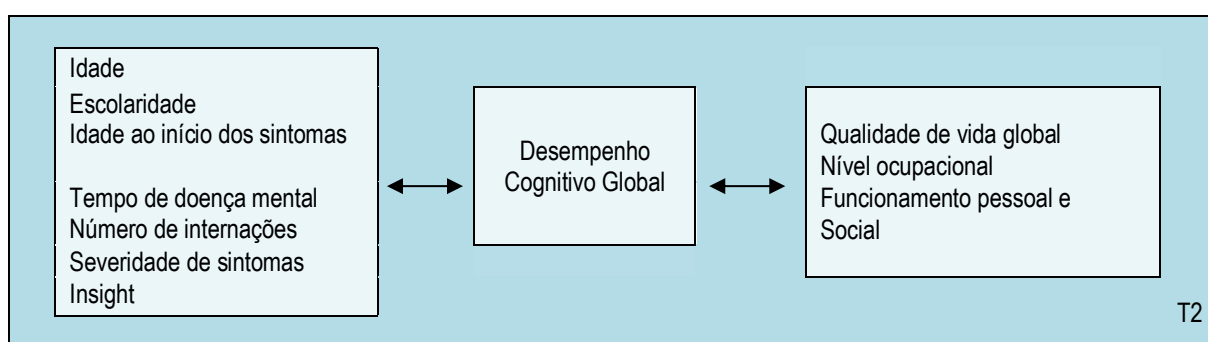 Idade
Escolaridade
Idade ao início dos sintomas
Tempo de doença mental
Número de internações
Severidade de sintomas
Insight
Desempenho
Cognitivo Global
Qualidade de vida global
Nível ocupacional
Funcionamento pessoal e
Social
T2